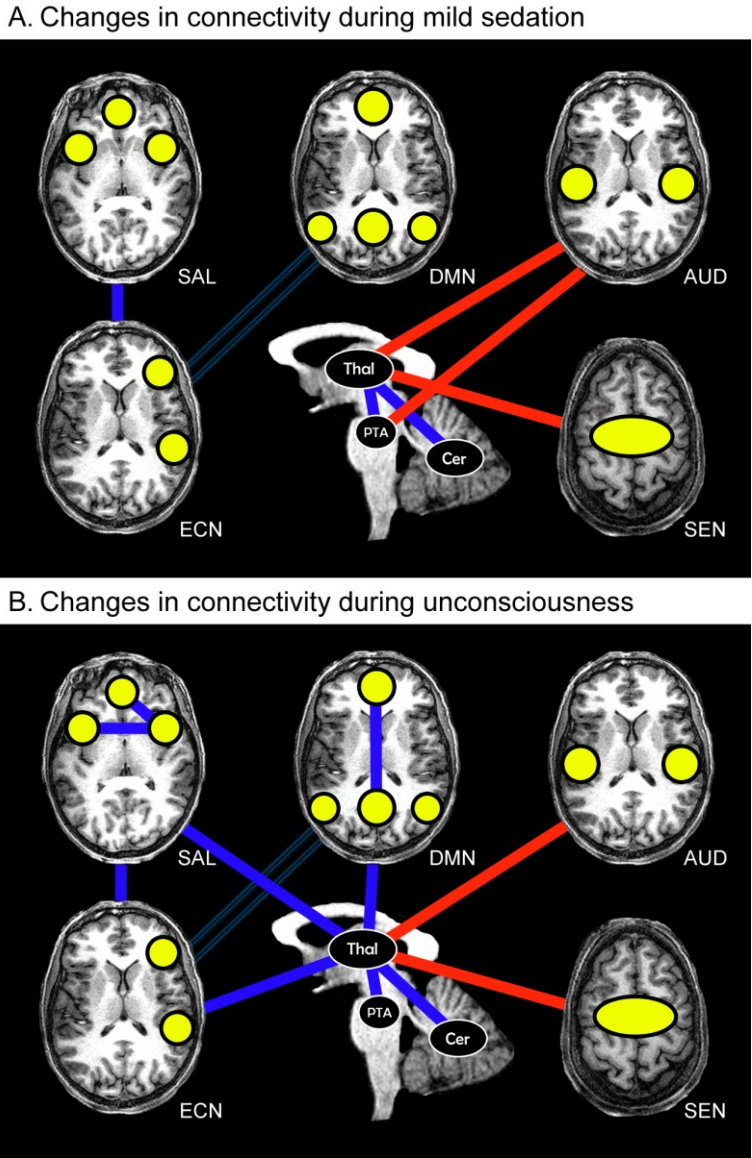 A. Changes in connectivity during mild sedation
SAL
DMN
AUD
Thal
PTA
Cer
ECN
SEN
B. Changes in connectivity during unconsciousness
SAL
DMN
AUD
Thal
PTA
Cer
ECN
SEN